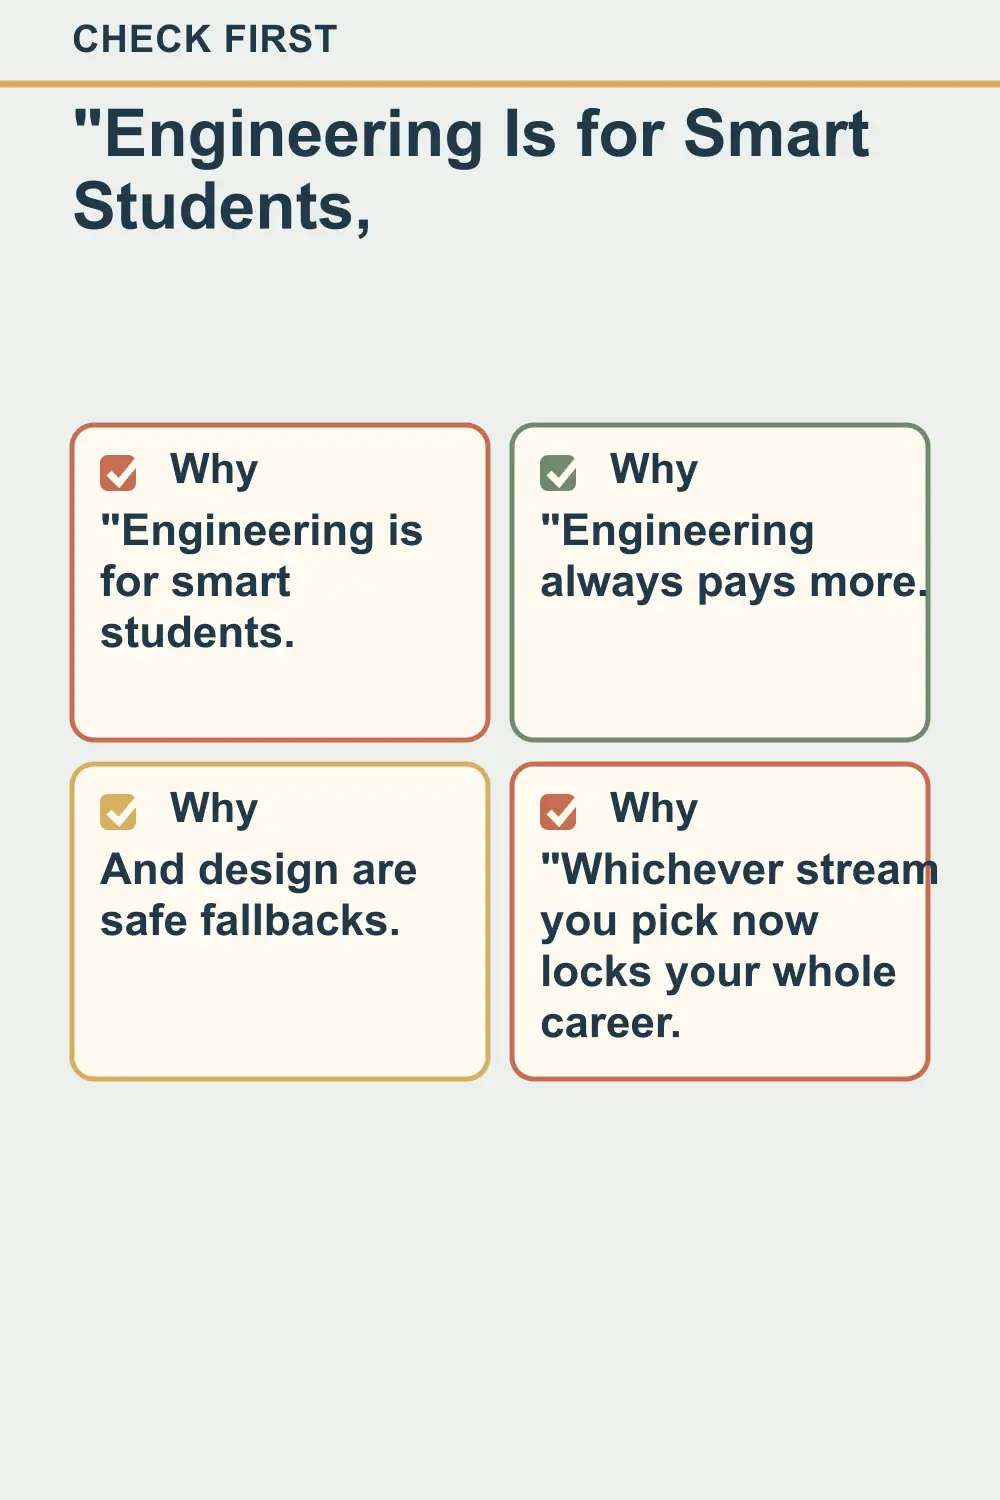 CHECK FIRST
"Engineering Is for Smart
Students,
Why
"Engineering is
for smart
students.
Why
"Engineering
always pays more.
Why
And design are
safe fallbacks.
Why
"Whichever stream
you pick now
locks your whole
career.